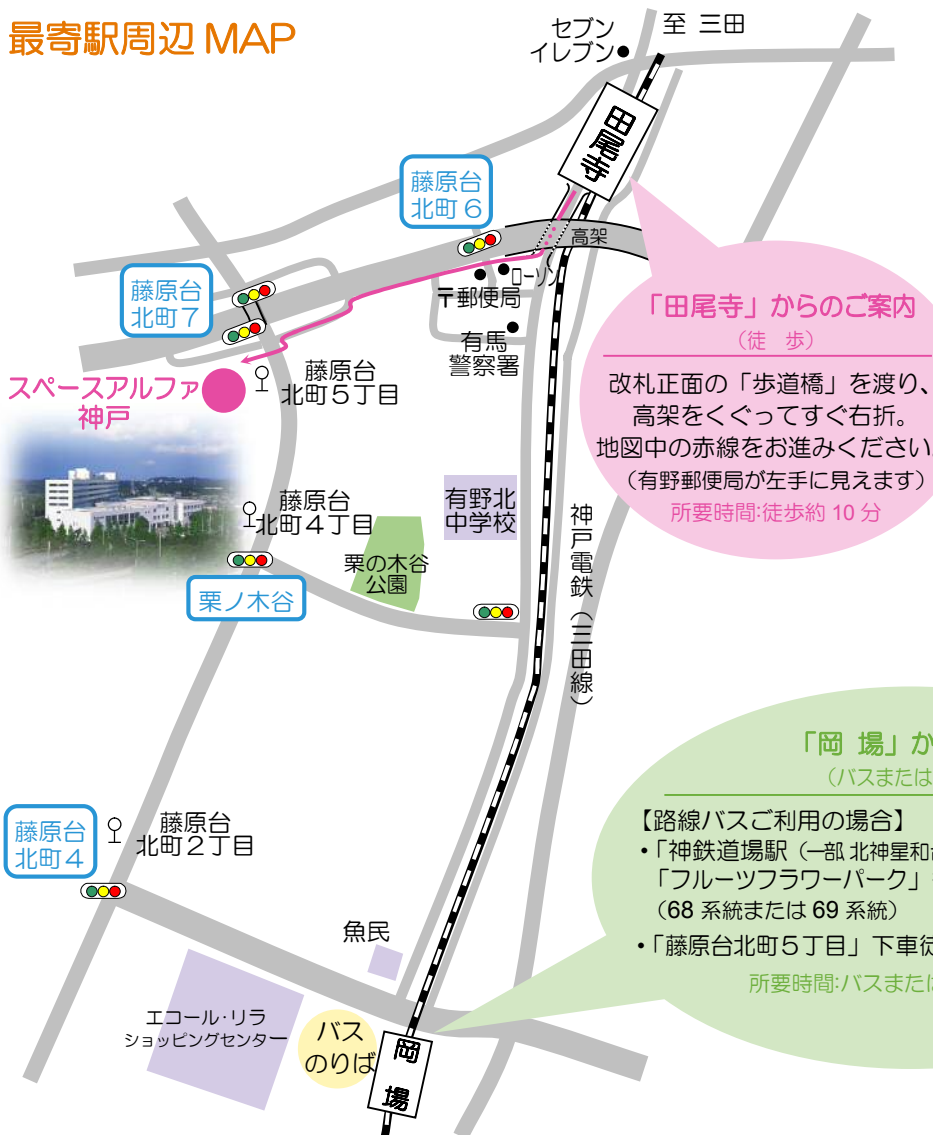 最寄駅周辺 MAP
セブン
イレブン
至 三田
田尾寺
藤原台
北町 6
高架
ローソン
〒郵便局
藤原台
北町 7
有馬
警察署
スペースアルファ
神戸
藤原台
北町5丁目
「田尾寺」からのご案内
（徒　歩）
改札正面の「歩道橋」を渡り、
高架をくぐってすぐ右折。
地図中の赤線をお進みください
（有野郵便局が左手に見えます）
所要時間:徒歩約 10 分
藤原台
北町4丁目
有野北
中学校
栗の木谷
公園
栗ノ木谷
神戸電鉄（三田線）
藤原台
北町 4
藤原台
北町2丁目
「岡 場」か
（バスまたは
【路線バスご利用の場合】
・「神鉄道場駅（一部 北神星和
「フルーツフラワーパーク」
（68 系統または 69 系統）
・「藤原台北町5丁目」下車徒
所要時間:バスまたは
魚民
エコール・リラ
ショッピングセンター
バス
のりば
岡場